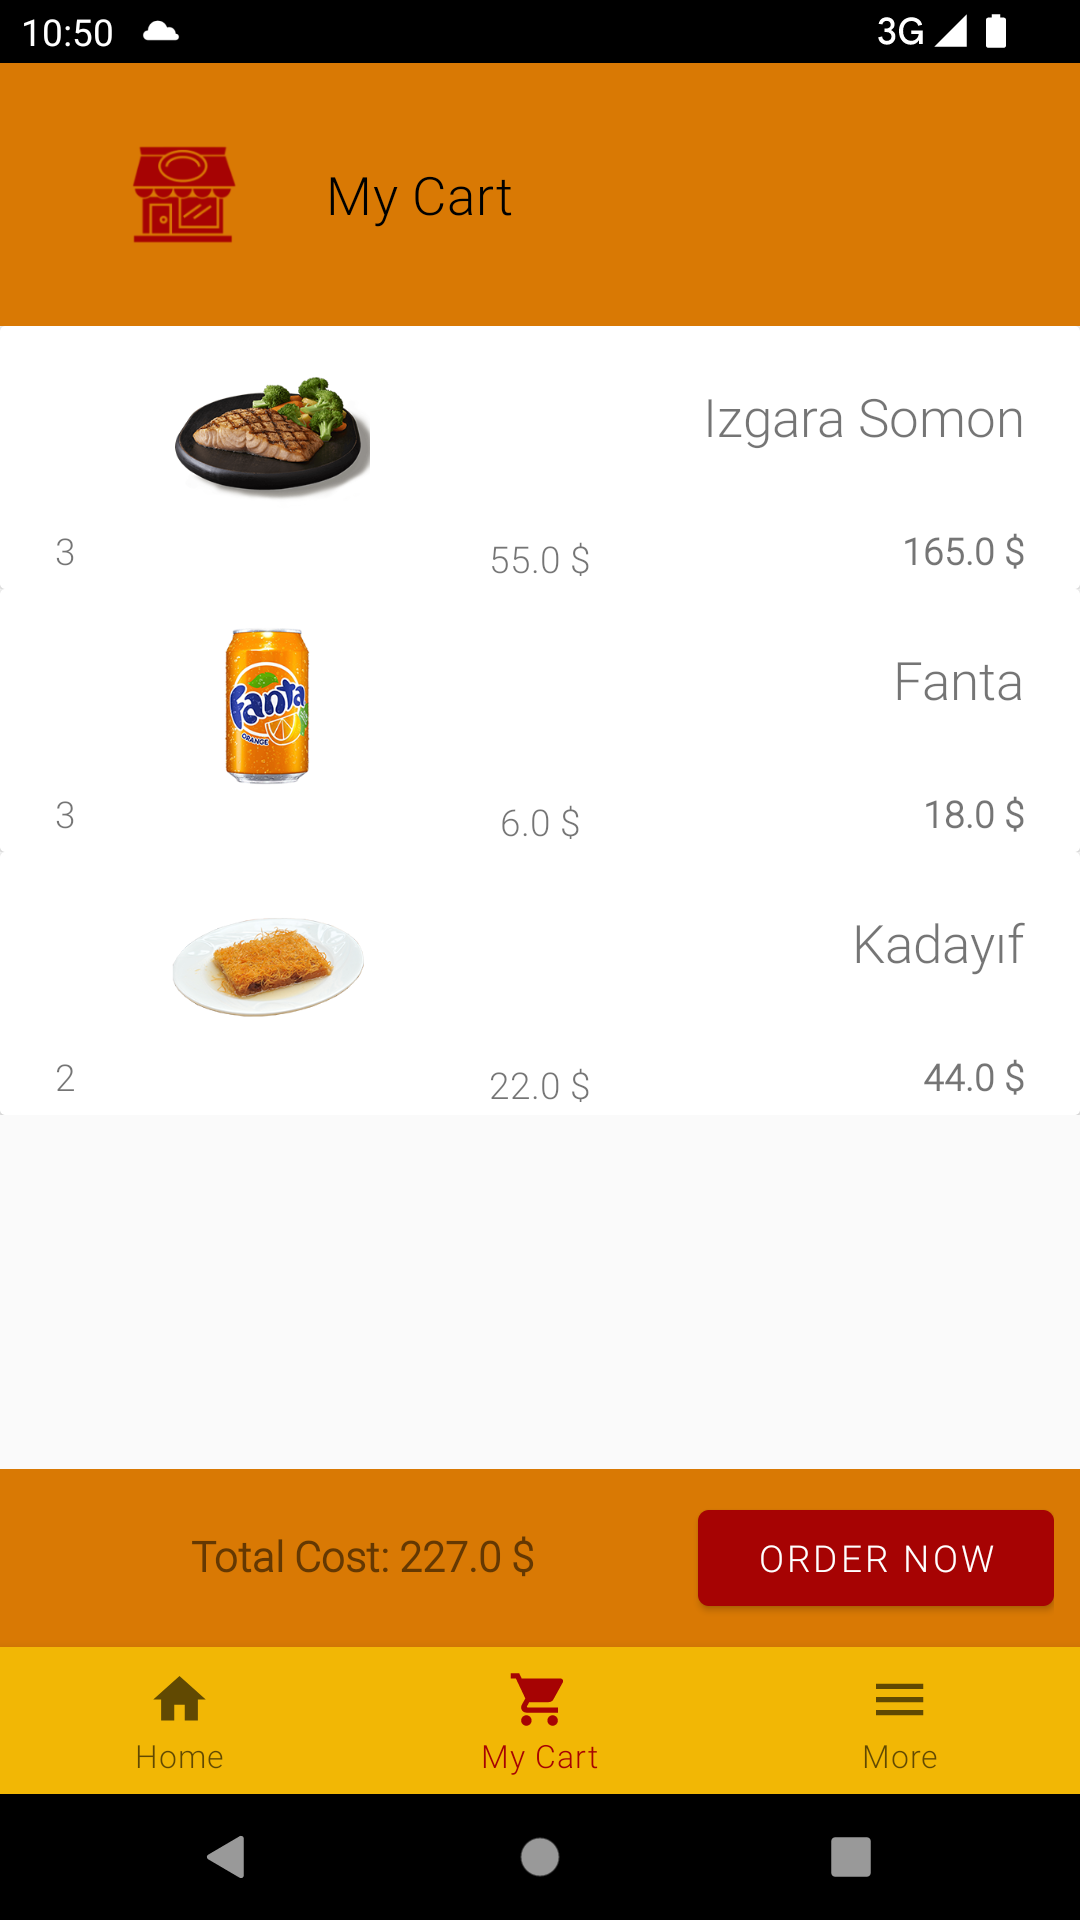 10:50
3G
My Cart
Izgara Somon
3
55.0 $
165.0 $
Fanta
ORANGE
Fanta
3
6.0 $
18.0 $
Kadayıf
2
22.0 $
44.0 $
Total Cost: 227.0 $
ORDER NOW
Home
My Cart
More